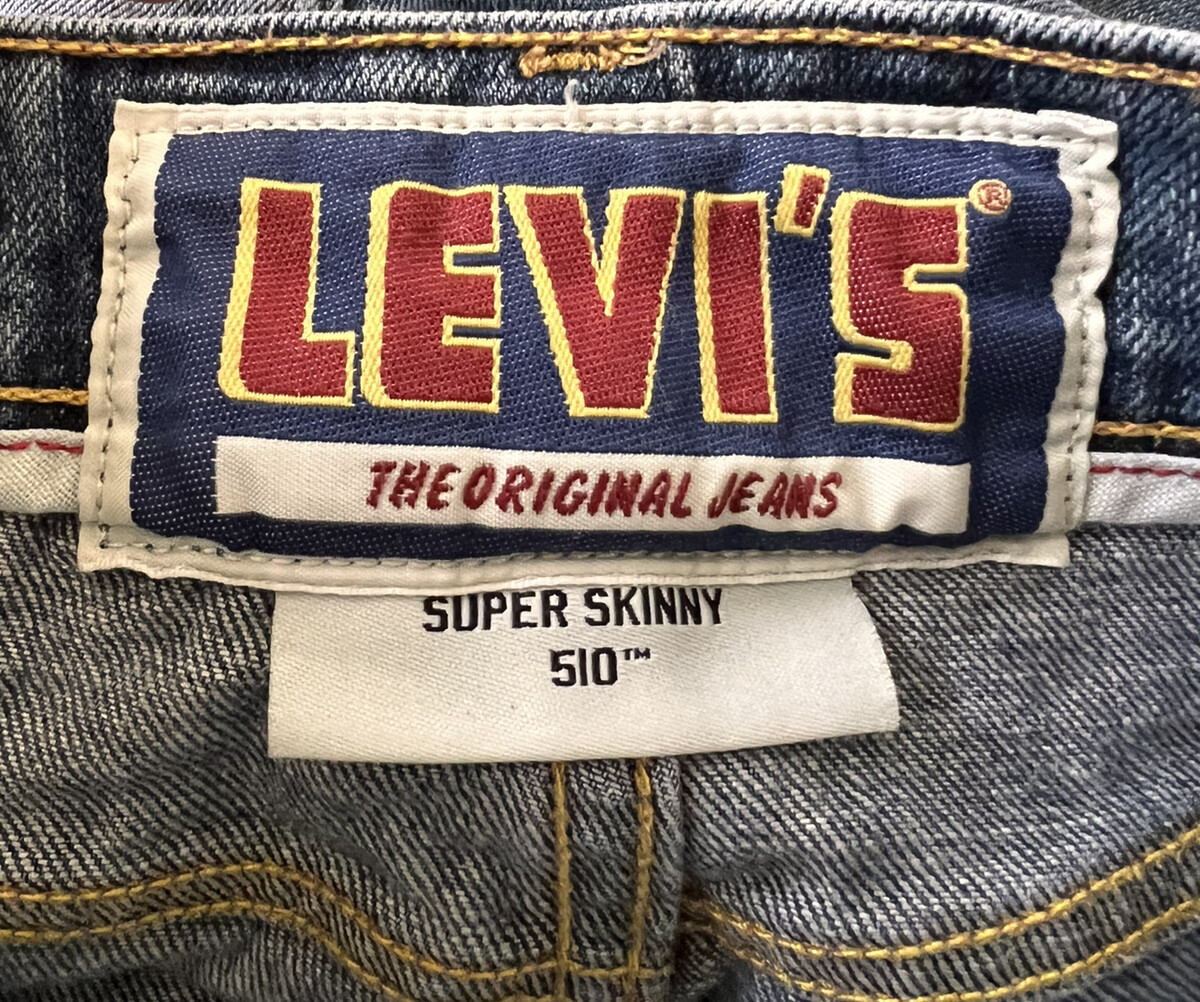 LEVI'S®
THE ORIGINAL JEANS
SUPER SKINNY
510™